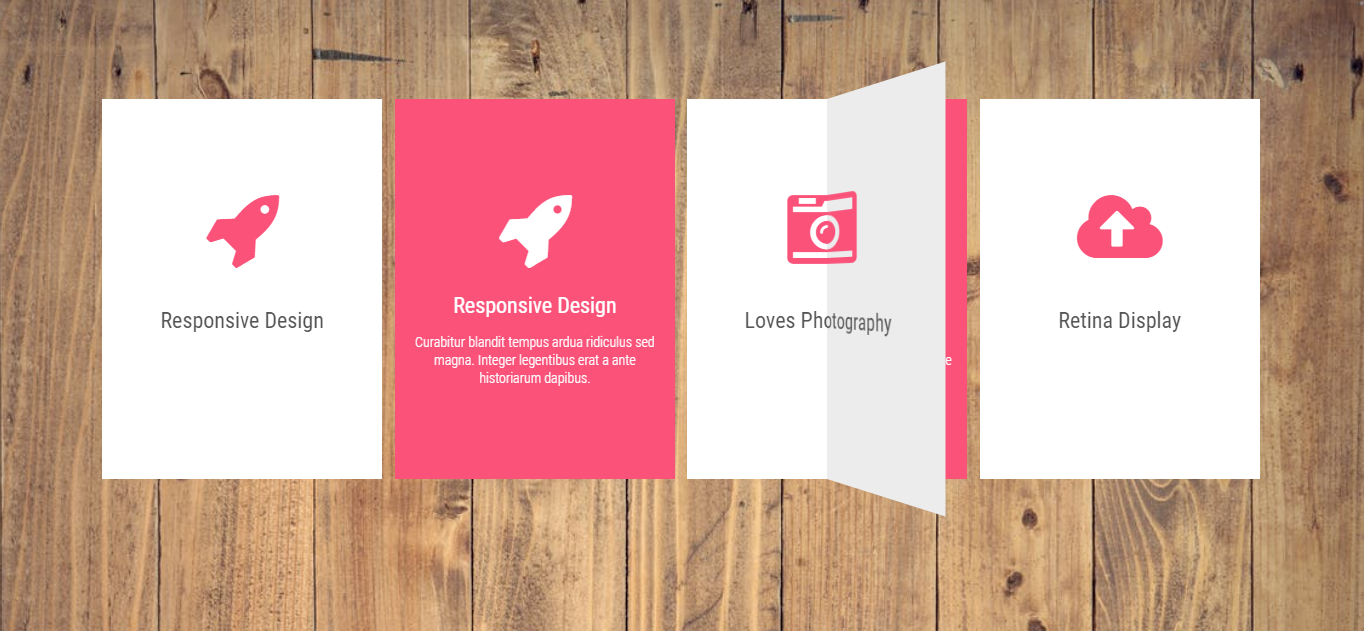 Responsive Design
Responsive Design
Curabitur blandit tempus ardua ridiculus sed
magna. Integer legentibus erat a ante
historiarum dapibus.
Loves Photography
e
Retina Display